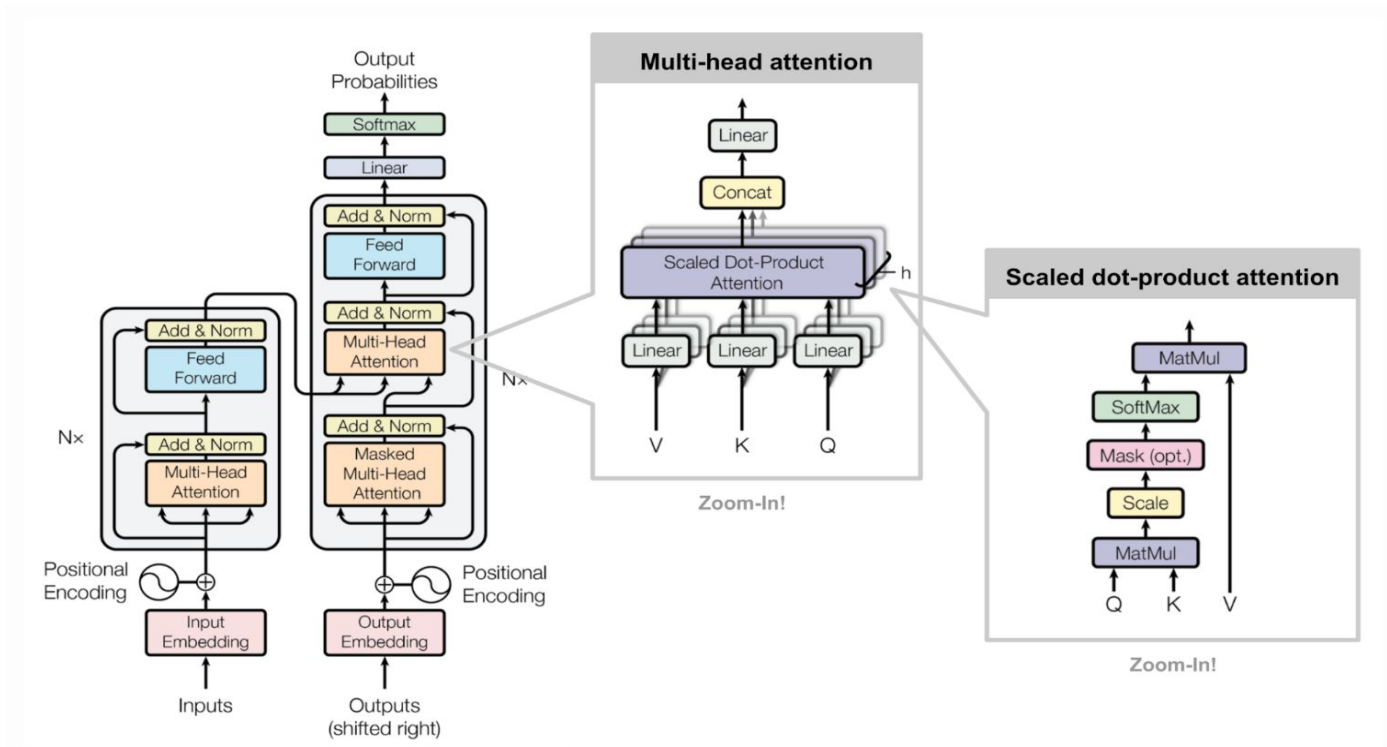 Output
Probabilities
Softmax
Linear
Add & Norm
Feed
Forward
Add & Norm
Multi-Head
Attention
Add & Norm
Masked
Multi-Head
Attention
N×
Add & Norm
Feed
Forward
N×
Add & Norm
Multi-Head
Attention
Positional
Encoding
Positional
Encoding
Input
Embedding
Output
Embedding
Inputs
Outputs
(shifted right)
Multi-head attention
Linear
Concat
Scaled Dot-Product
Attention
h
Linear
Linear
Linear
V
K
Q
Zoom-In!
Scaled dot-product attention
MatMul
SoftMax
Mask (opt.)
Scale
MatMul
Q
K
V
Zoom-In!